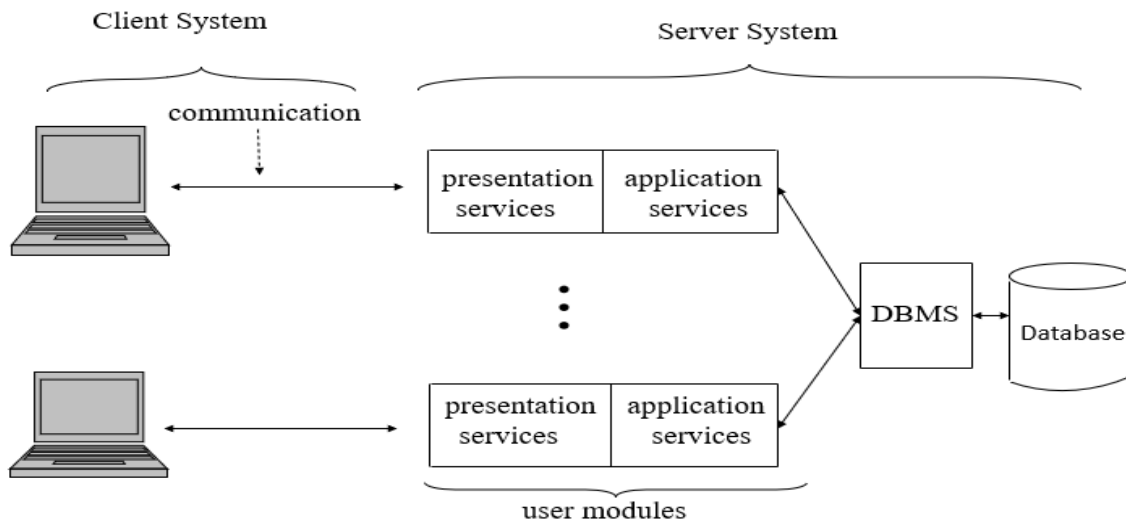 Client System
Server System
communication
presentation
services
application
services
DBMS
Database
presentation
services
application
services
user modules